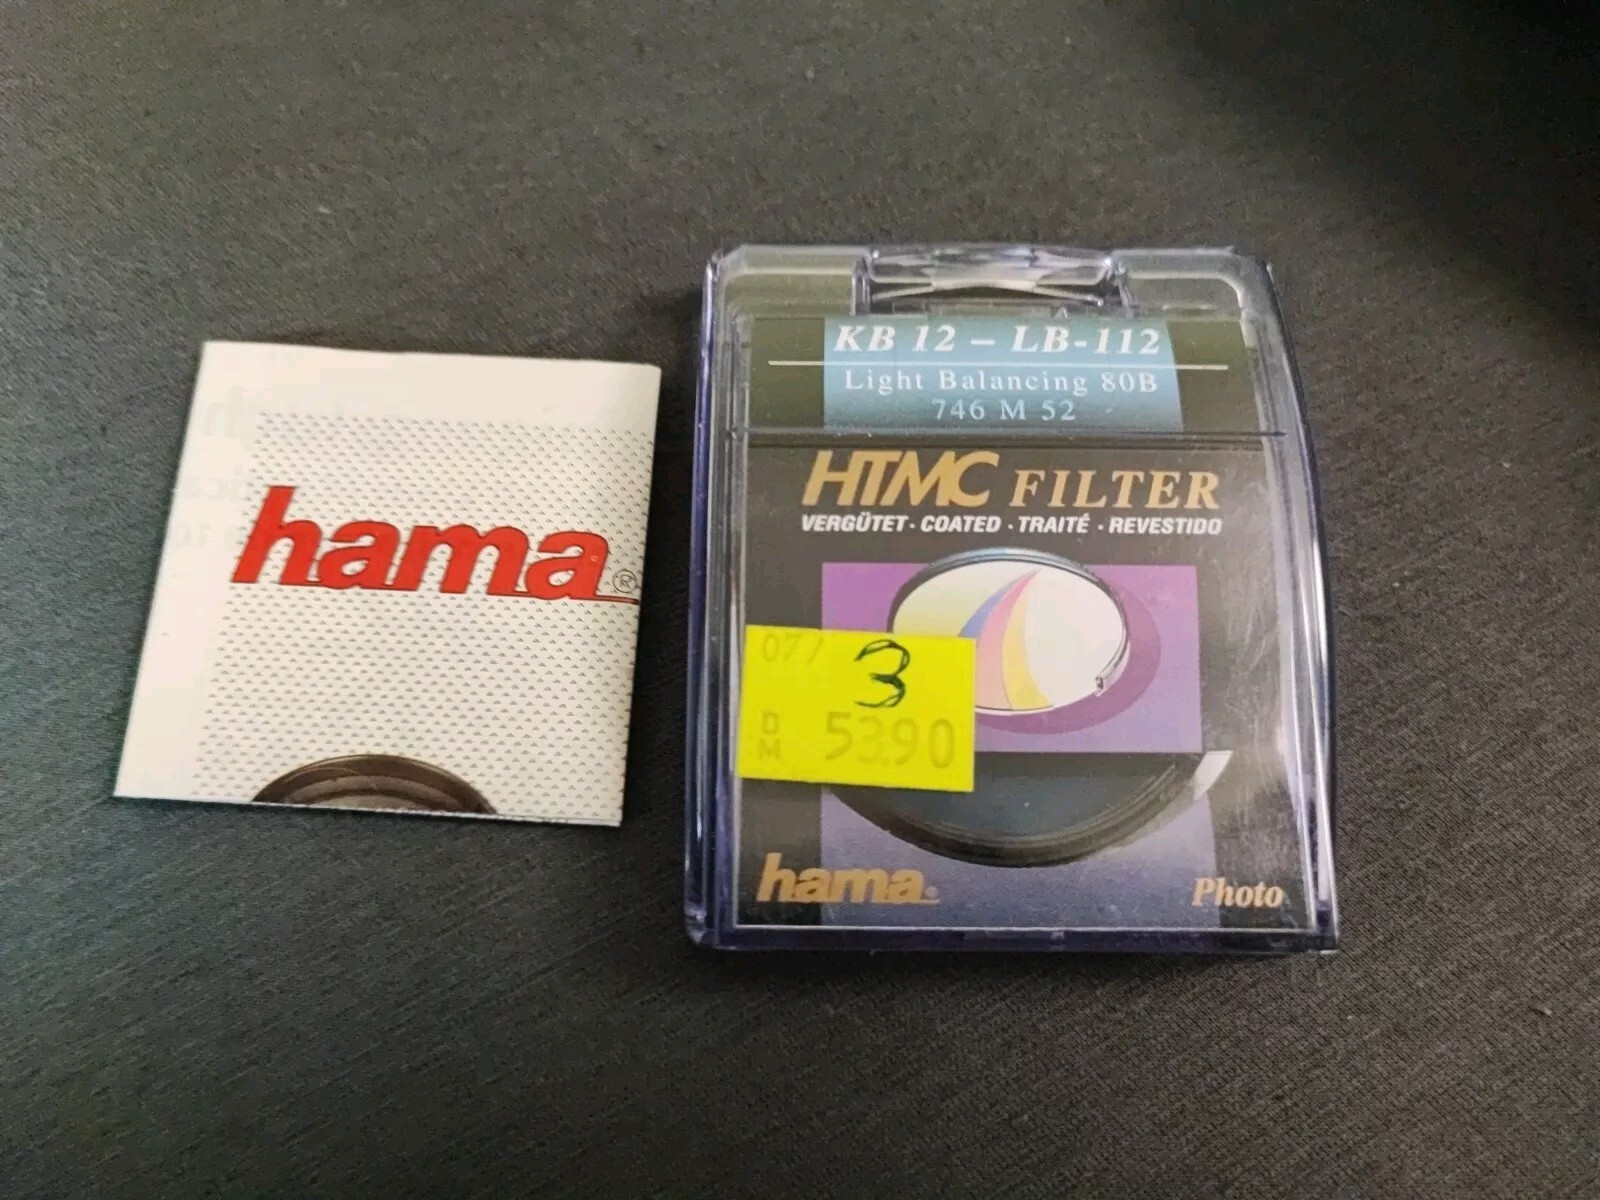 hama®
KB 12 – LB-112
Light Balancing 80B
746 M 52
HTMC FILTER
VERGÜTET · COATED · TRAITÉ · REVESTIDO
077
3
DM 53.90
hama®
Photo